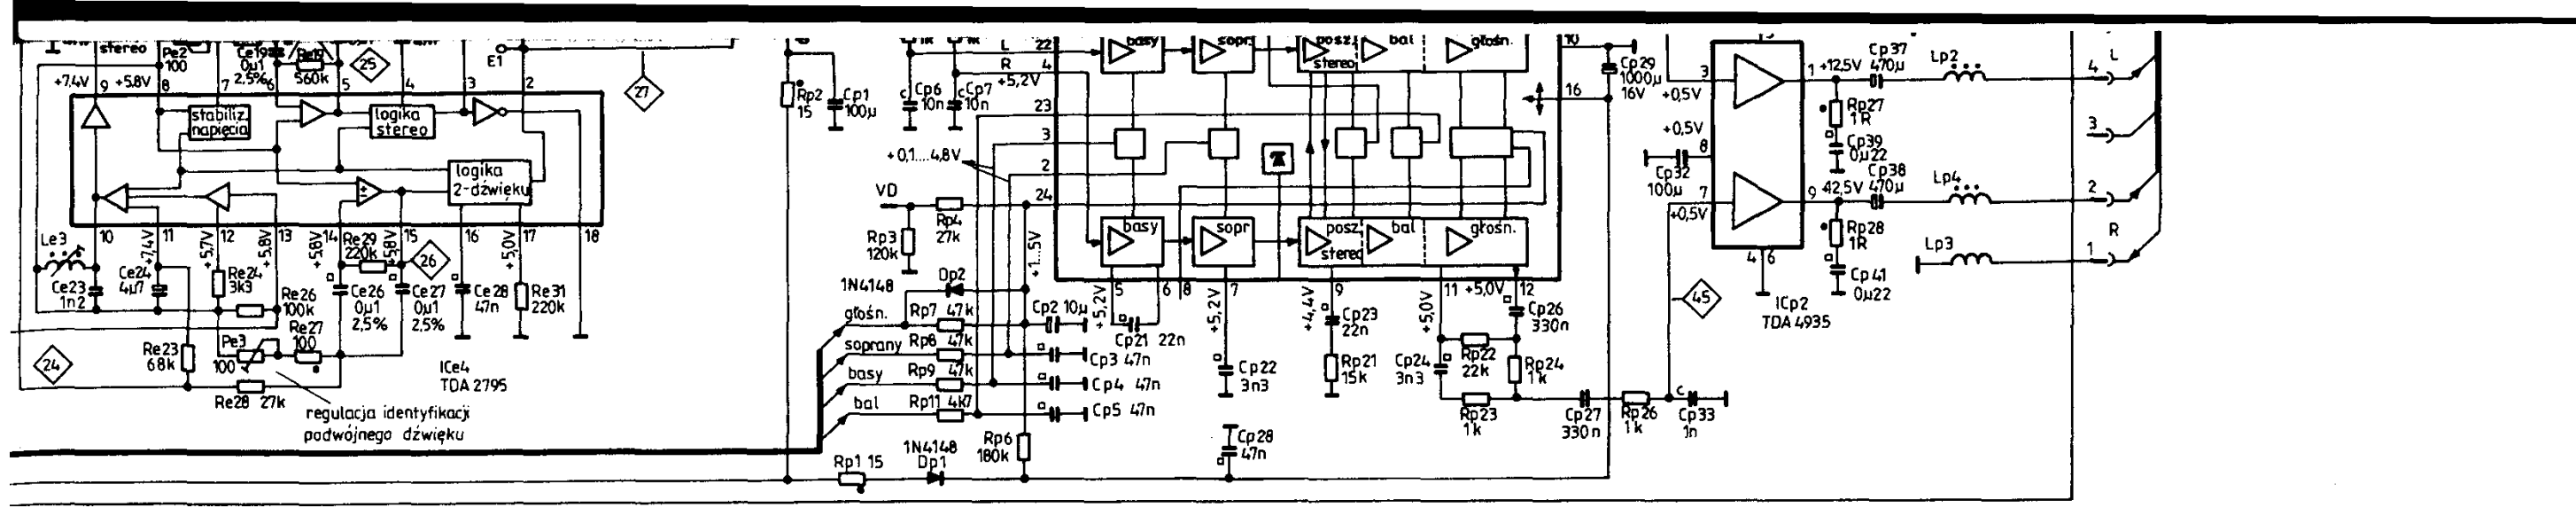 stereo
Pe2
100
Ce19
0µ1
2,5%
Re19
560k
25
E1
27
+7,4V
9
+5,8V
8
7
6
5
4
3
2
stabiliz.
napięcia
logika
stereo
logika
2-dźwięku
10
11
12
13
14
15
16
17
18
+7,4V
+5,7V
+5,8V
+5,8V
+5,8V
+5,0V
Le3
Ce23
1n2
Ce24
4µ7
Re24
3k3
Re26
100k
Re27
100
Re29
220k
26
Ce26
0µ1
2,5%
Ce27
0µ1
2,5%
Ce28
47n
Re31
220k
24
Re23
68k
Pe3
100
Re28 27k
ICe4
TDA 2795
regulacja identyfikacji
podwójnego dźwięku
Rp2
15
Cp1
100µ
Cp6
10n
Cp7
10n
L
R
22
4
+5,2V
23
3
2
24
+0,1....4,8V
VD
Rp4
27k
Rp3
120k
+1...5V
basy
sopr.
posz.
stereo
bal
głośn.
10
16
Cp29
1000µ
16V
basy
sopr
posz
stereo
bal
głośn.
Dp2
1N4148
głośn.
Rp7 47k
Cp2 10µ
soprany
Rp8 47k
Cp3 47n
basy
Rp9 47k
Cp4 47n
bal
Rp11 4k7
Cp5 47n
Rp6
180k
1N4148
Dp1
Rp1 15
5
6
8
7
9
11
+5,0V
12
+5,2V
+5,2V
+4,4V
+5,0V
Cp21 22n
Cp22
3n3
Cp28
47n
Cp23
22n
Rp21
15k
Cp24
3n3
Rp22
22k
Cp26
330n
Rp24
1k
Rp23
1k
Cp27
330n
Rp26
1k
Cp33
1n
45
3
+0,5V
+0,5V
8
Cp32
100µ
7
+0,5V
1
+12,5V
Cp37
470µ
Rp27
1R
Cp39
0µ22
Cp38
470µ
9
+12,5V
Rp28
1R
Cp41
0µ22
4
6
ICp2
TDA 4935
Lp2
Lp4
Lp3
L
4
3
2
R
1